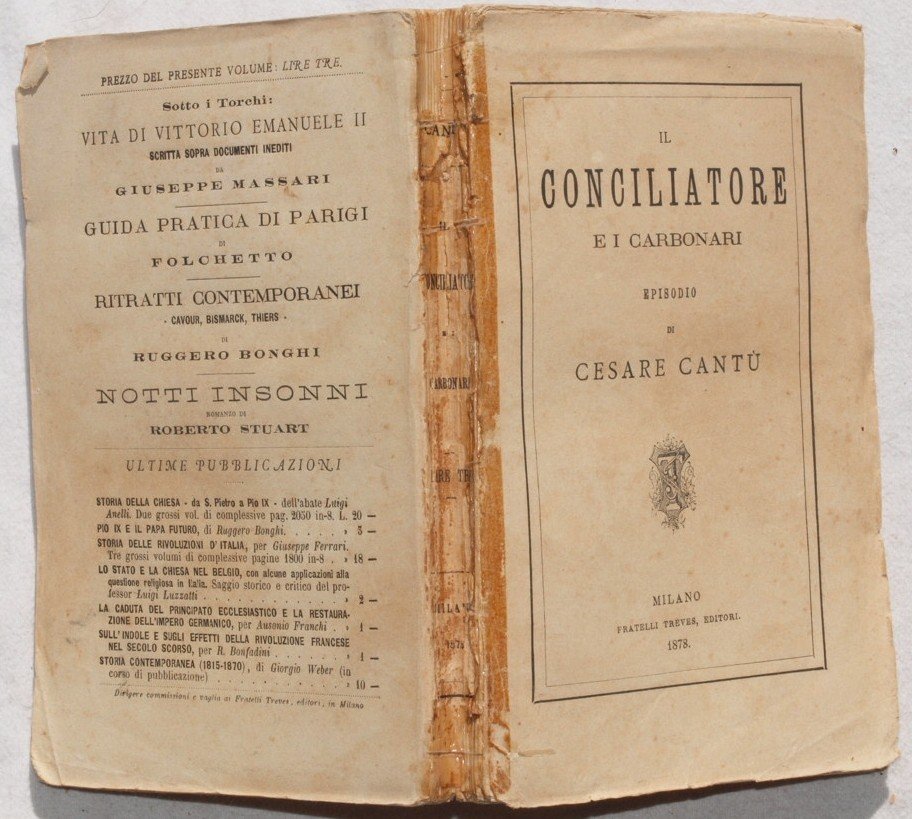 PREZZO DEL PRESENTE VOLUME: LIRE TRE.
Sotto i Torchi:
VITA DI VITTORIO EMANUELE II
SCRITTA SOPRA DOCUMENTI INEDITI
DA
GIUSEPPE MASSARI
GUIDA PRATICA DI PARIGI
DI
FOLCHETTO
RITRATTI CONTEMPORANEI
- CAVOUR, BISMARCK, THIERS -
DI
RUGGERO BONGHI
NOTTI INSONNI
ROMANZO DI
ROBERTO STUART
ULTIME PUBBLICAZIONI
STORIA DELLA CHIESA - da S. Pietro a Pio IX - dell'abate Luigi
Anelli. Due grossi vol. di complessive pag. 2050 in-8. L. 20 —
PIO IX E IL PAPA FUTURO, di Ruggero Bonghi. . . . . . » 3 —
STORIA DELLE RIVOLUZIONI D'ITALIA, per Giuseppe Ferrari.
Tre grossi volumi di complessive pagine 1800 in-8 . . » 18 —
LO STATO E LA CHIESA NEL BELGIO, con alcune applicazioni alla
questione religiosa in Italia. Saggio storico e critico del pro-
fessor Luigi Luzzatti . . . . . . . . . . . . . » 2 —
LA CADUTA DEL PRINCIPATO ECCLESIASTICO E LA RESTAURA-
ZIONE DELL'IMPERO GERMANICO, per Ausonio Franchi . » 1 —
SULL'INDOLE E SUGLI EFFETTI DELLA RIVOLUZIONE FRANCESE
NEL SECOLO SCORSO, per R. Bonfadini . . . . . . » 1 —
STORIA CONTEMPORANEA (1815-1870), di Giorgio Weber (in
corso di pubblicazione) . . . . . . . . . . . . » 10 —
Dirigere commissioni e vaglia ai Fratelli Treves, editori, in Milano
CANT
IL
ONCILIATOR
E I
CARBONARI
IRE TRE
MILANO
187
IL
CONCILIATORE
E I CARBONARI
EPISODIO
DI
CESARE CANTÙ
MILANO
FRATELLI TREVES, EDITORI.
1878.